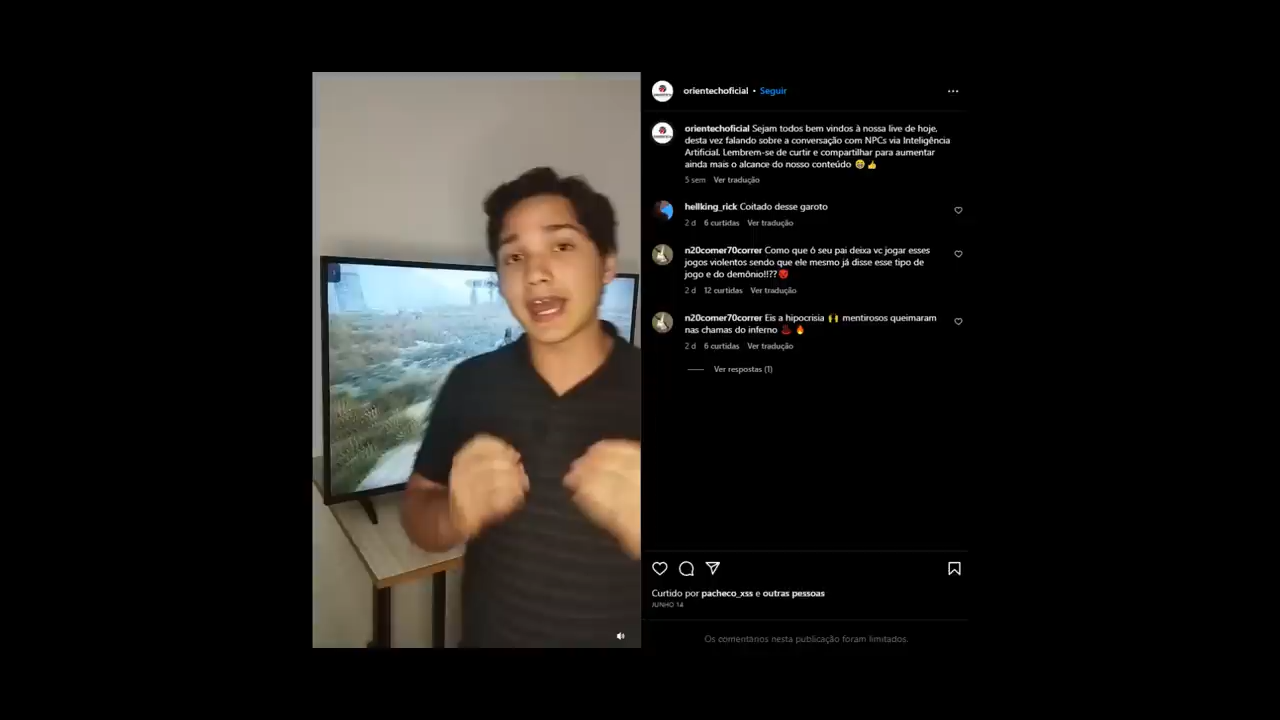 orientechoficial • Seguir
orientechoficial Sejam todos bem vindos à nossa live de hoje,
desta vez falando sobre a conversação com NPCs via Inteligência
Artificial. Lembrem-se de curtir e compartilhar para aumentar
ainda mais o alcance do nosso conteúdo 😁👍
5 sem Ver tradução
hellking_rick Coitado desse garoto
2 d 6 curtidas Ver tradução
n20comer70correr Como que ó seu pai deixa vc jogar esses
jogos violentos sendo que ele mesmo já disse esse tipo de
jogo e do demônio!!??👹
2 d 12 curtidas Ver tradução
n20comer70correr Eis a hipocrisia 🙌 mentirosos queimaram
nas chamas do inferno ♨️ 🔥
2 d 6 curtidas Ver tradução
Ver respostas (1)
Curtido por pacheco_xss e outras pessoas
JUNHO 14
Os comentários nesta publicação foram limitados.